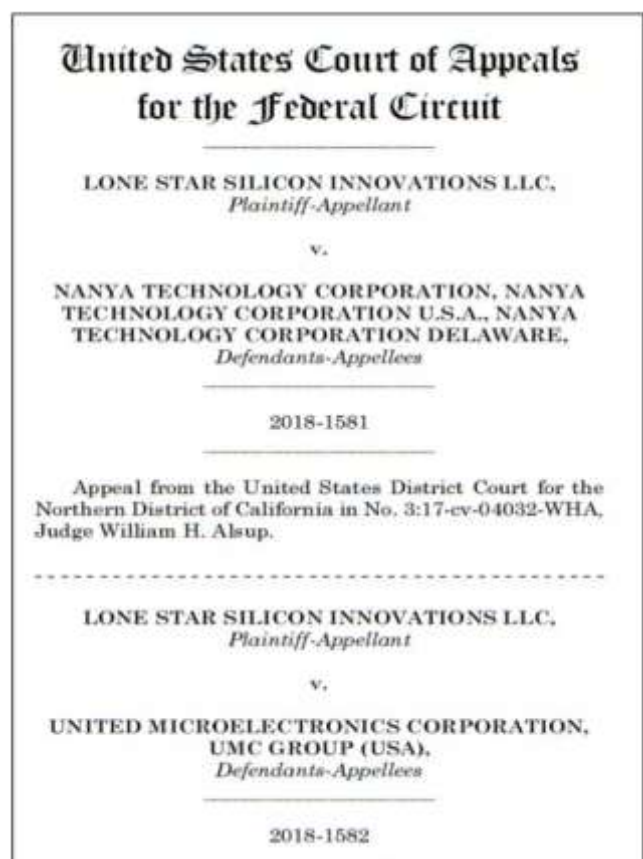 United States Court of Appeals
for the Federal Circuit
LONE STAR SILICON INNOVATIONS LLC,
Plaintiff-Appellant
v.
NANYA TECHNOLOGY CORPORATION, NANYA
TECHNOLOGY CORPORATION U.S.A., NANYA
TECHNOLOGY CORPORATION DELAWARE,
Defendants-Appellees
2018-1581
Appeal from the United States District Court for the
Northern District of California in No. 3:17-cv-04032-WHA,
Judge William H. Alsup.
LONE STAR SILICON INNOVATIONS LLC,
Plaintiff-Appellant
v.
UNITED MICROELECTRONICS CORPORATION,
UMC GROUP (USA),
Defendants-Appellees
2018-1582